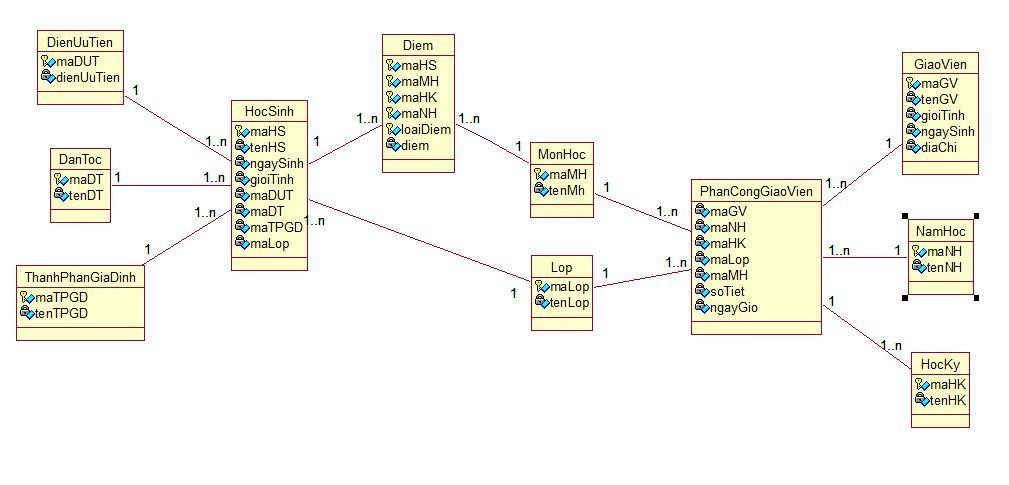 DienUuTien
maDUT
dienUuTien
1
1..n
DanToc
maDT
tenDT
1
1..n
ThanhPhanGiaDinh
maTPGD
tenTPGD
1
1..n
HocSinh
maHS
tenHS
ngaySinh
gioiTinh
maDUT
maDT
maTPGD
maLop
1
1..n
1..n
1
Diem
maHS
maMH
maHK
maNH
loaiDiem
diem
1..n
1
MonHoc
maMH
tenMh
1
1..n
Lop
maLop
tenLop
1
1..n
PhanCongGiaoVien
maGV
maNH
maHK
maLop
maMH
soTiet
ngayGio
1..n
1
1..n
1
1
1..n
GiaoVien
maGV
tenGV
gioiTinh
ngaySinh
diaChi
NamHoc
maNH
tenNH
HocKy
maHK
tenHK